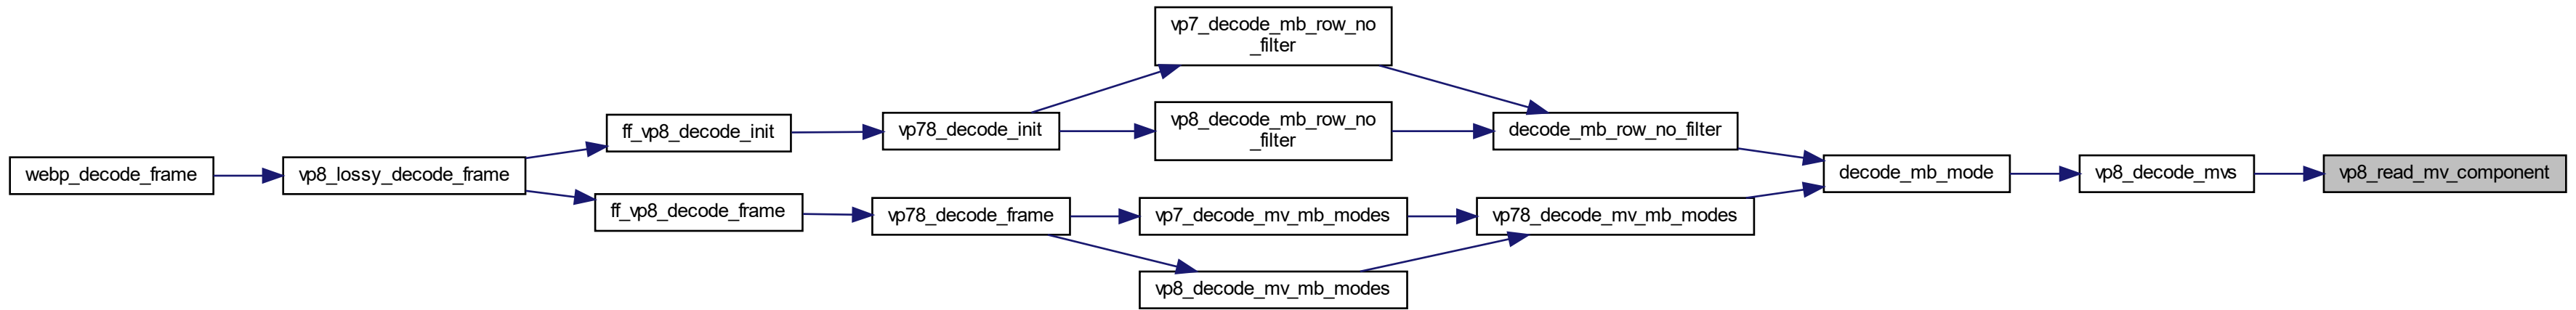 webp_decode_frame
vp8_lossy_decode_frame
ff_vp8_decode_init
ff_vp8_decode_frame
vp78_decode_init
vp78_decode_frame
vp7_decode_mb_row_no
_filter
vp8_decode_mb_row_no
_filter
vp7_decode_mv_mb_modes
vp8_decode_mv_mb_modes
decode_mb_row_no_filter
vp78_decode_mv_mb_modes
decode_mb_mode
vp8_decode_mvs
vp8_read_mv_component